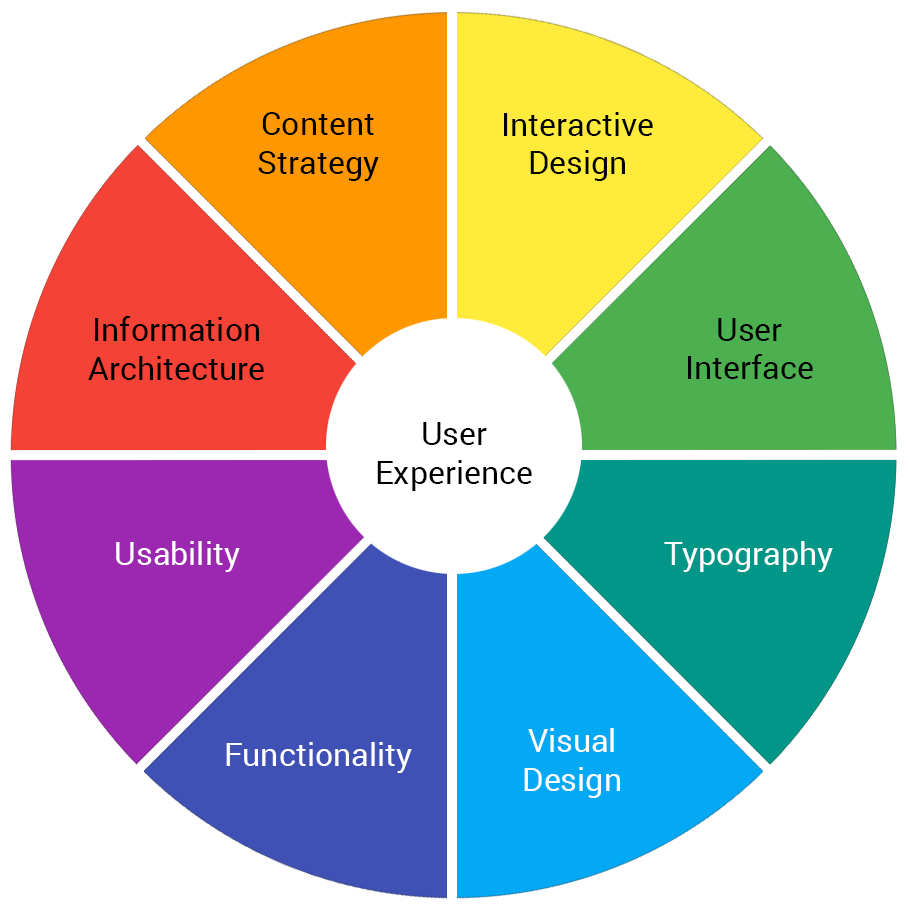 Content
Strategy
Interactive
Design
Information
Architecture
User
Interface
User
Experience
Usability
Typography
Functionality
Visual
Design